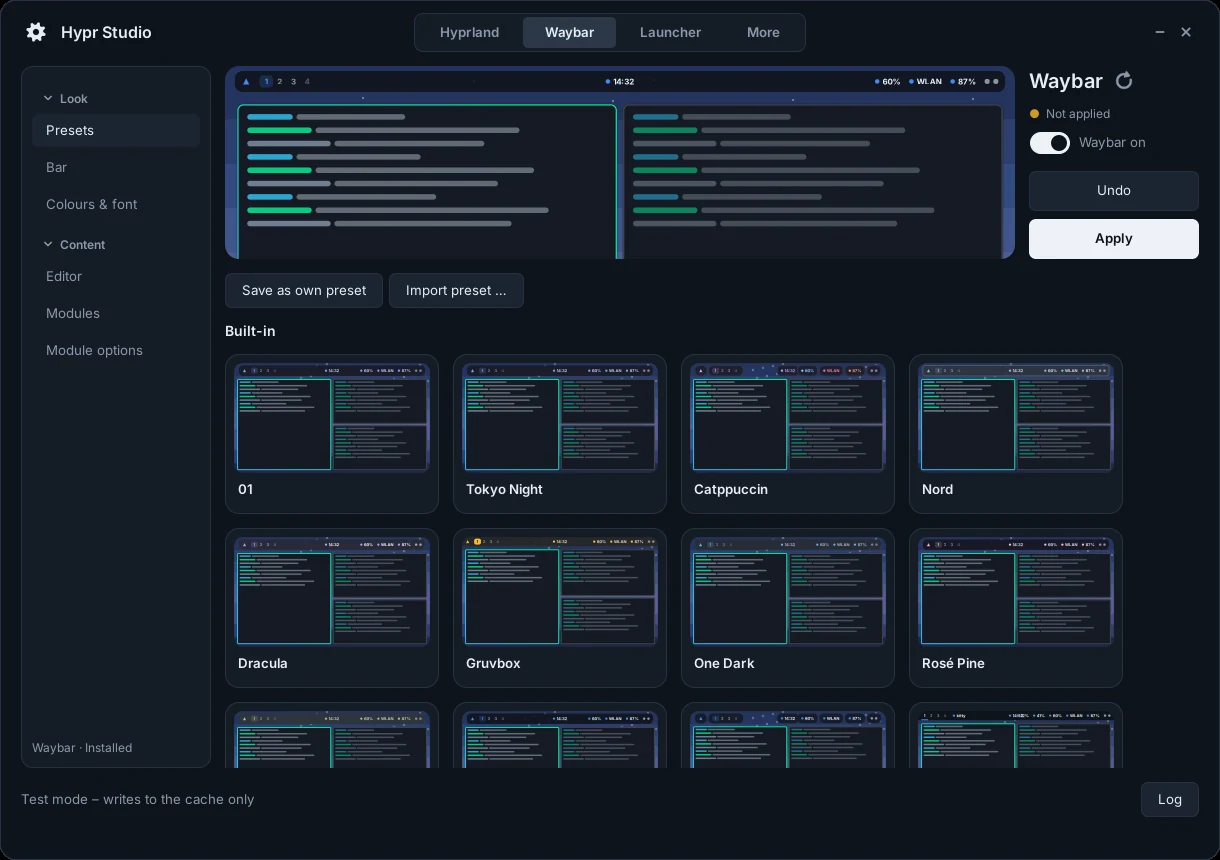 Hypr Studio
Hyprland
Waybar
Launcher
More
Look
Presets
Bar
Colours & font
Content
Editor
Modules
Module options
Waybar · Installed
1 2 3 4
14:32
60% WLAN 87%
Waybar
Not applied
Waybar on
Undo
Apply
Save as own preset
Import preset ...
Built-in
01
Tokyo Night
Catppuccin
Nord
Dracula
Gruvbox
One Dark
Rosé Pine
Test mode – writes to the cache only
Log